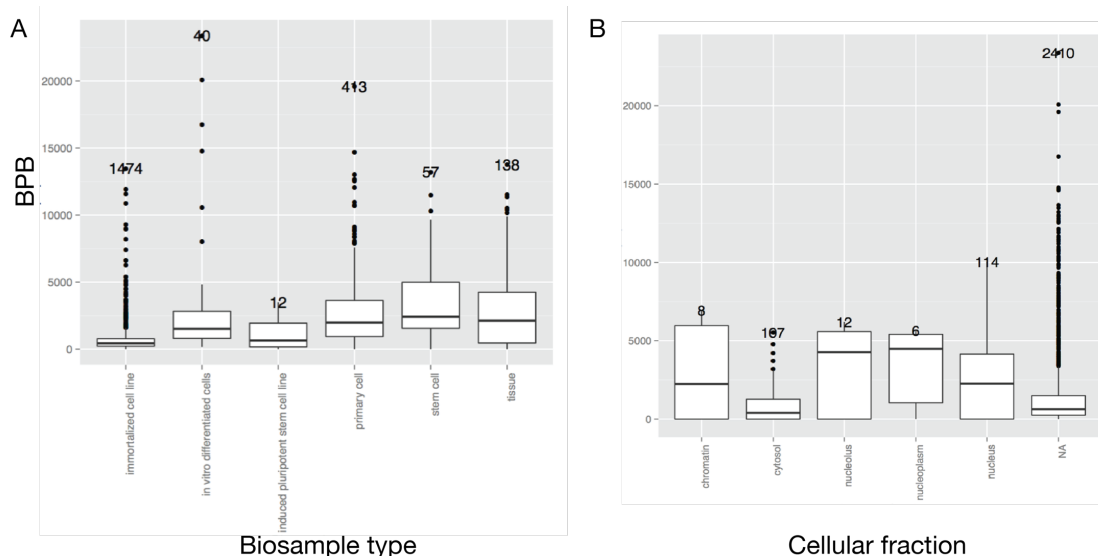 A
BPB
20000
15000
10000
5000
0
1474
40
12
413
57
138
immortalized cell line
in vitro differentiated cells
induced pluripotent stem cell line
primary cell
stem cell
tissue
Biosample type
B
20000
15000
10000
5000
0
8
12
6
114
2410
chromatin
cytosol
nucleolus
nucleoplasm
nucleus
NA
Cellular fraction